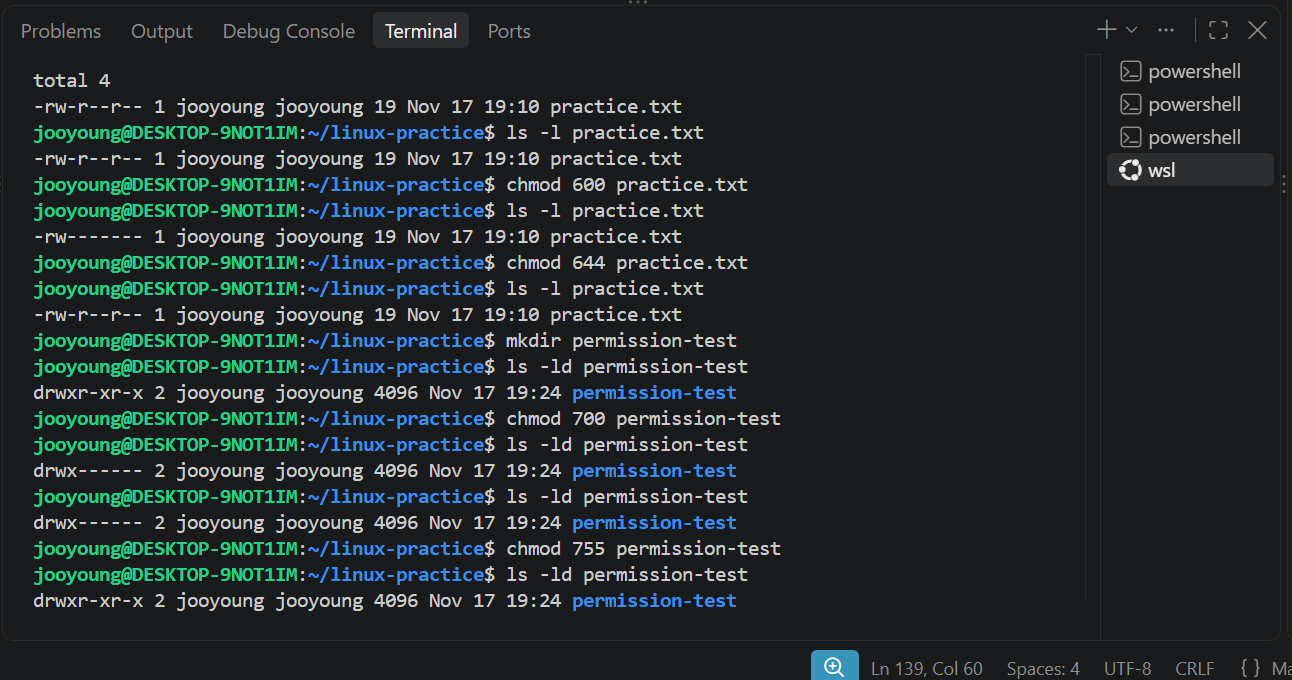 Problems Output Debug Console Terminal Ports
total 4
-rw-r--r-- 1 jooyoung jooyoung 19 Nov 17 19:10 practice.txt
jooyoung@DESKTOP-9NOT1IM:~/linux-practice$ ls -l practice.txt
-rw-r--r-- 1 jooyoung jooyoung 19 Nov 17 19:10 practice.txt
jooyoung@DESKTOP-9NOT1IM:~/linux-practice$ chmod 600 practice.txt
jooyoung@DESKTOP-9NOT1IM:~/linux-practice$ ls -l practice.txt
-rw------- 1 jooyoung jooyoung 19 Nov 17 19:10 practice.txt
jooyoung@DESKTOP-9NOT1IM:~/linux-practice$ chmod 644 practice.txt
jooyoung@DESKTOP-9NOT1IM:~/linux-practice$ ls -l practice.txt
-rw-r--r-- 1 jooyoung jooyoung 19 Nov 17 19:10 practice.txt
jooyoung@DESKTOP-9NOT1IM:~/linux-practice$ mkdir permission-test
jooyoung@DESKTOP-9NOT1IM:~/linux-practice$ ls -ld permission-test
drwxr-xr-x 2 jooyoung jooyoung 4096 Nov 17 19:24 permission-test
jooyoung@DESKTOP-9NOT1IM:~/linux-practice$ chmod 700 permission-test
jooyoung@DESKTOP-9NOT1IM:~/linux-practice$ ls -ld permission-test
drwx------ 2 jooyoung jooyoung 4096 Nov 17 19:24 permission-test
jooyoung@DESKTOP-9NOT1IM:~/linux-practice$ ls -ld permission-test
drwx------ 2 jooyoung jooyoung 4096 Nov 17 19:24 permission-test
jooyoung@DESKTOP-9NOT1IM:~/linux-practice$ chmod 755 permission-test
jooyoung@DESKTOP-9NOT1IM:~/linux-practice$ ls -ld permission-test
drwxr-xr-x 2 jooyoung jooyoung 4096 Nov 17 19:24 permission-test
powershell
powershell
powershell
wsl
Ln 139, Col 60 Spaces: 4 UTF-8 CRLF {} Ma